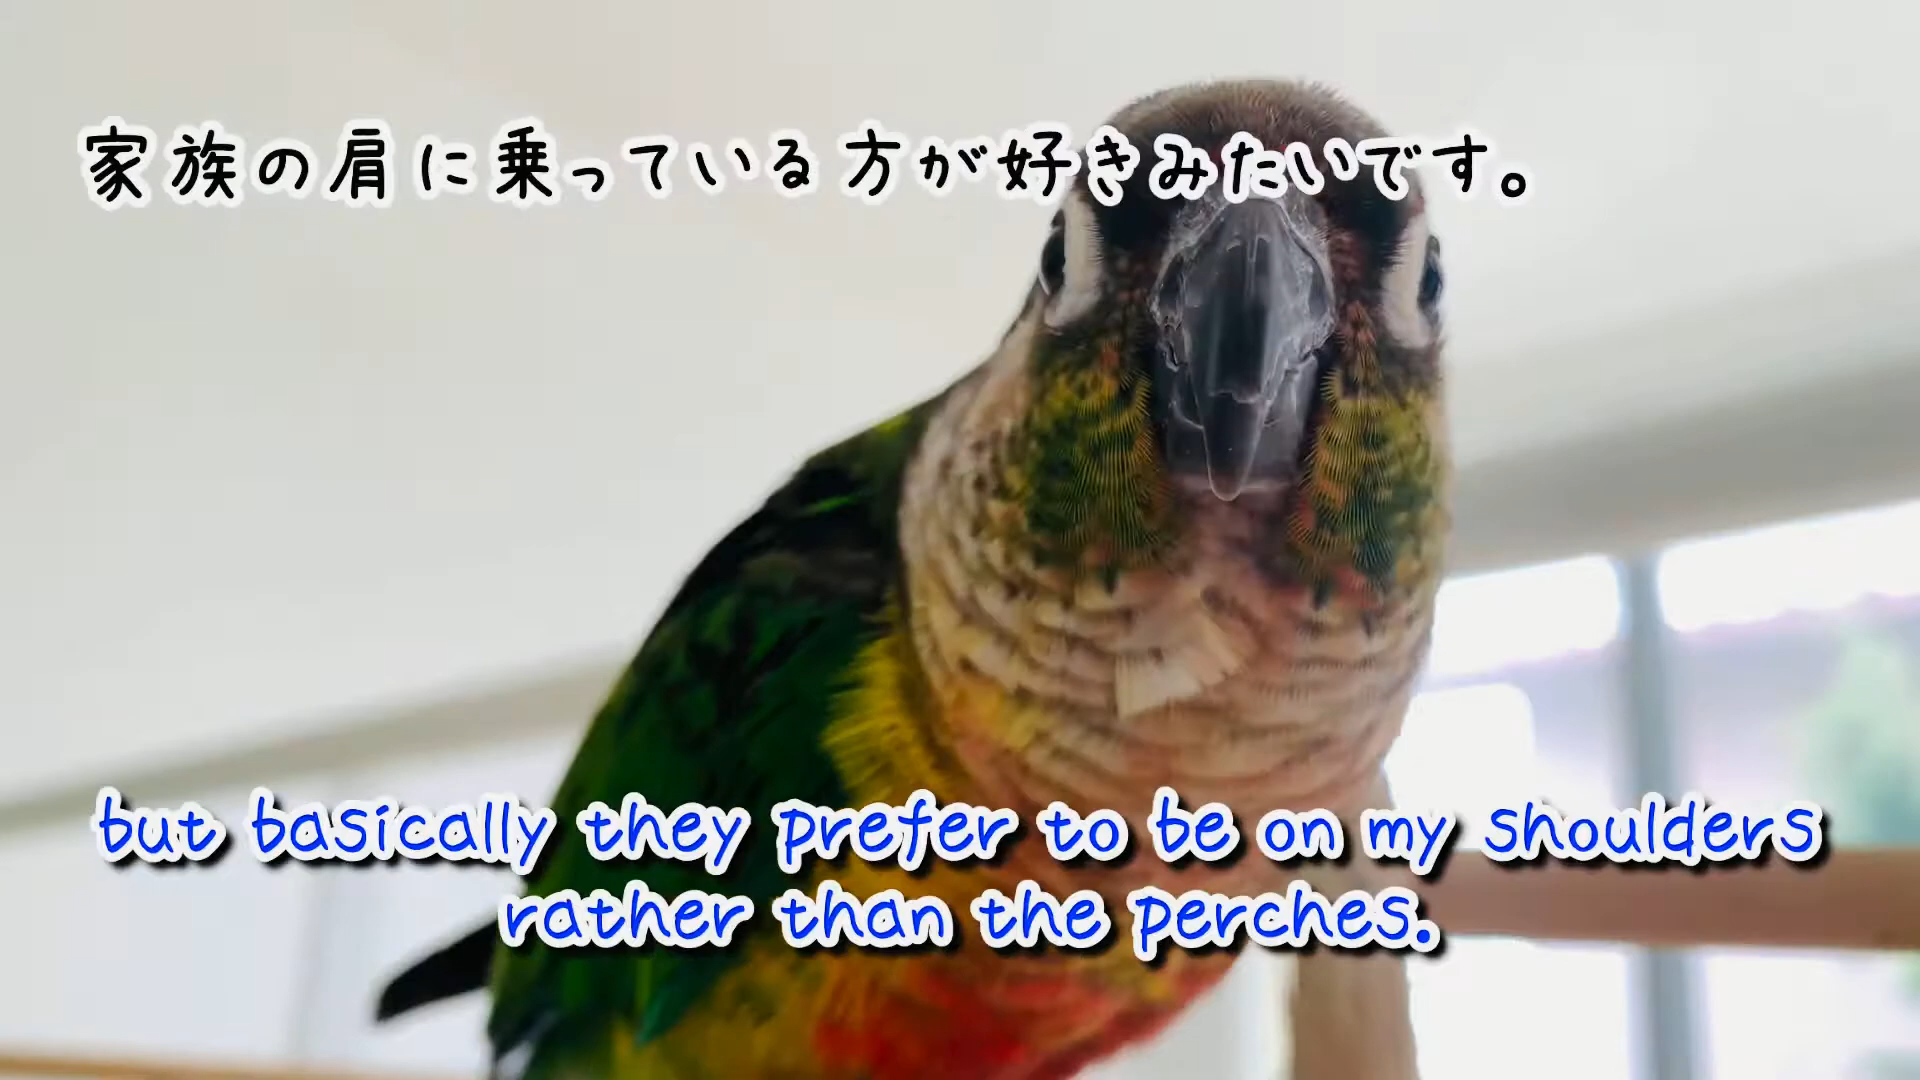 家族の肩に乗っている方が好きみたいです。
but basically they prefer to be on my shoulders
rather than the perches.